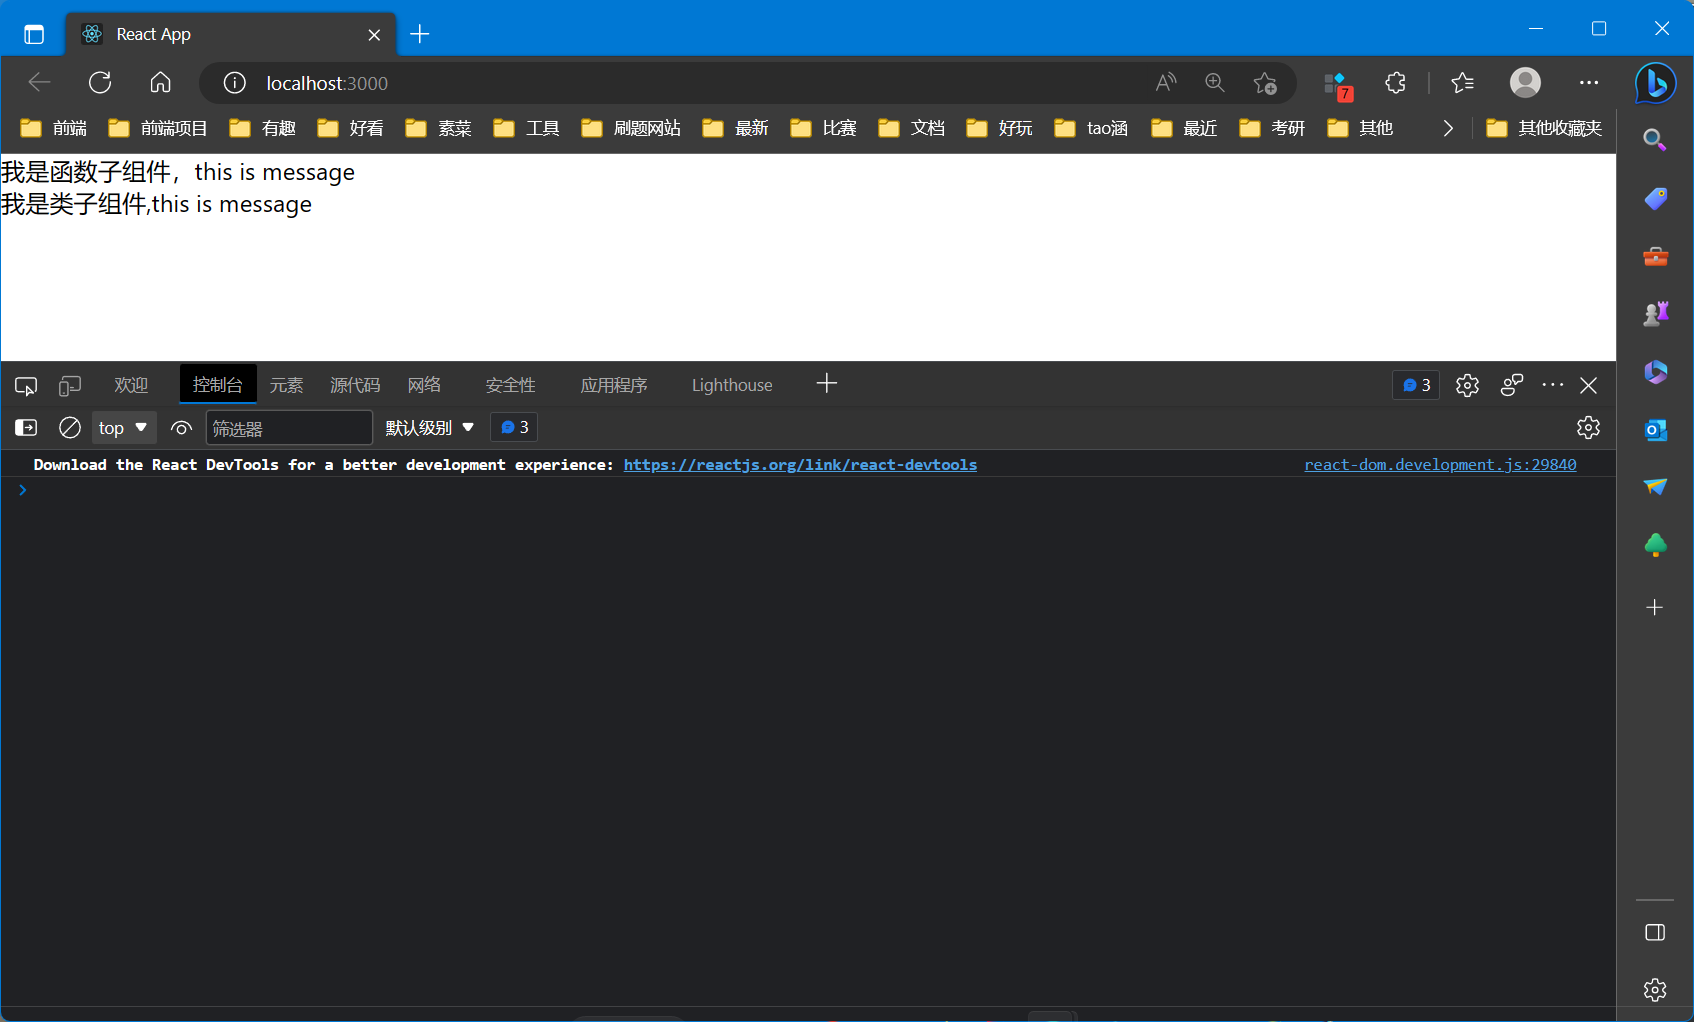 React App
localhost:3000
7
前端 前端项目 有趣 好看 素菜 工具 刷题网站 最新 比赛 文档 好玩 tao涵 最近 考研 其他 其他收藏夹
我是函数子组件，this is message
我是类子组件,this is message
欢迎 控制台 元素 源代码 网络 安全性 应用程序 Lighthouse 3
top 筛选器 默认级别 3
Download the React DevTools for a better development experience: https://reactjs.org/link/react-devtools react-dom.development.js:29840